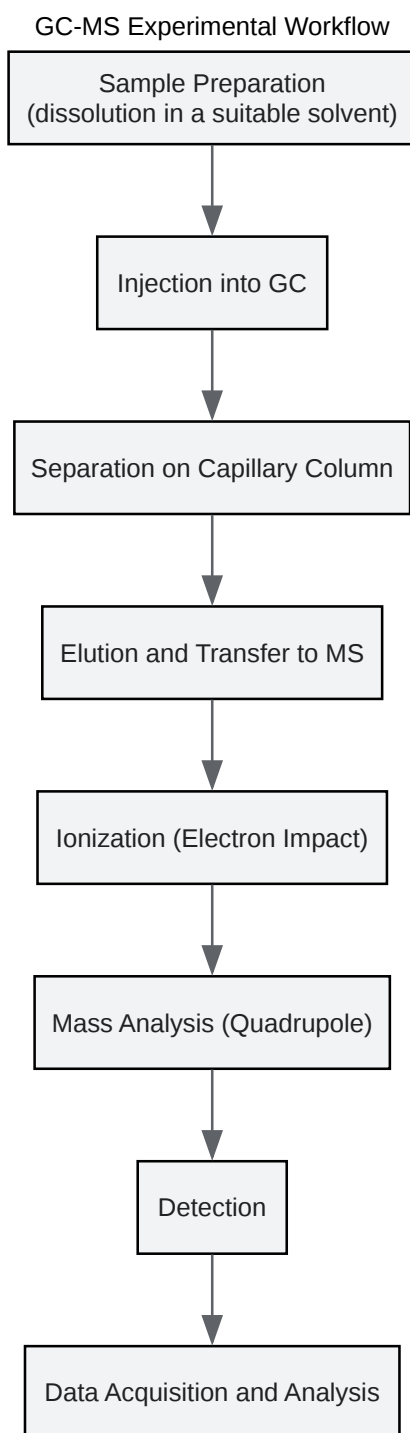 GC-MS Experimental Workflow
Sample Preparation
(dissolution in a suitable solvent)
Injection into GC
Separation on Capillary Column
Elution and Transfer to MS
Ionization (Electron Impact)
Mass Analysis (Quadrupole)
Detection
Data Acquisition and Analysis